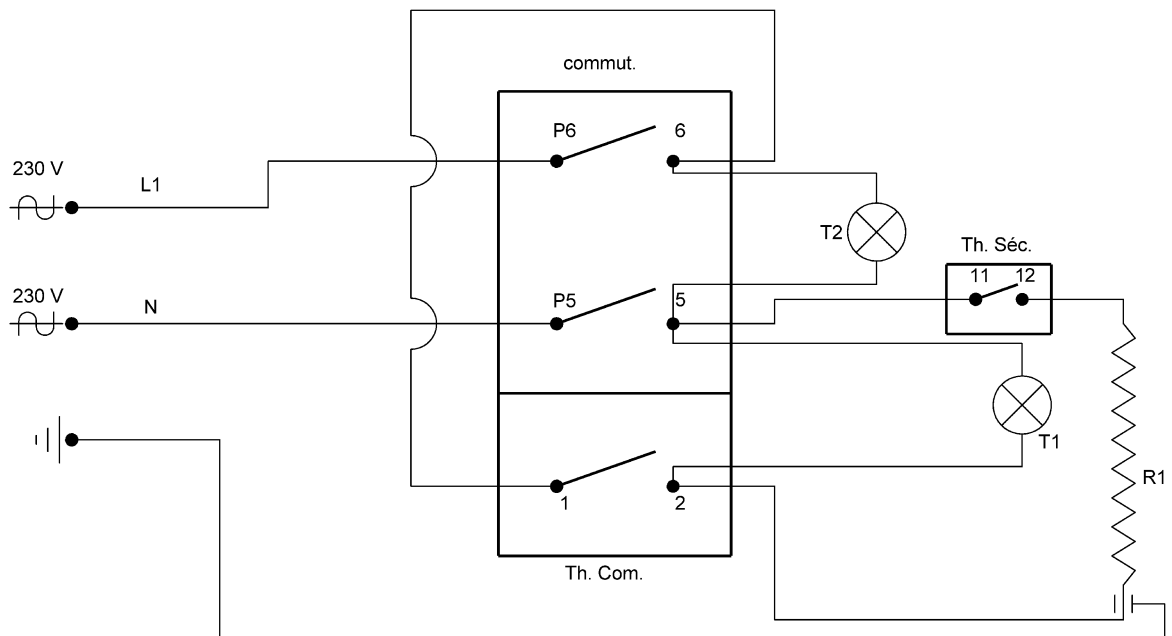 commut.
P6
6
230 V
L1
T2
Th. Séc.
11
12
230 V
N
P5
5
T1
R1
1
2
Th. Com.